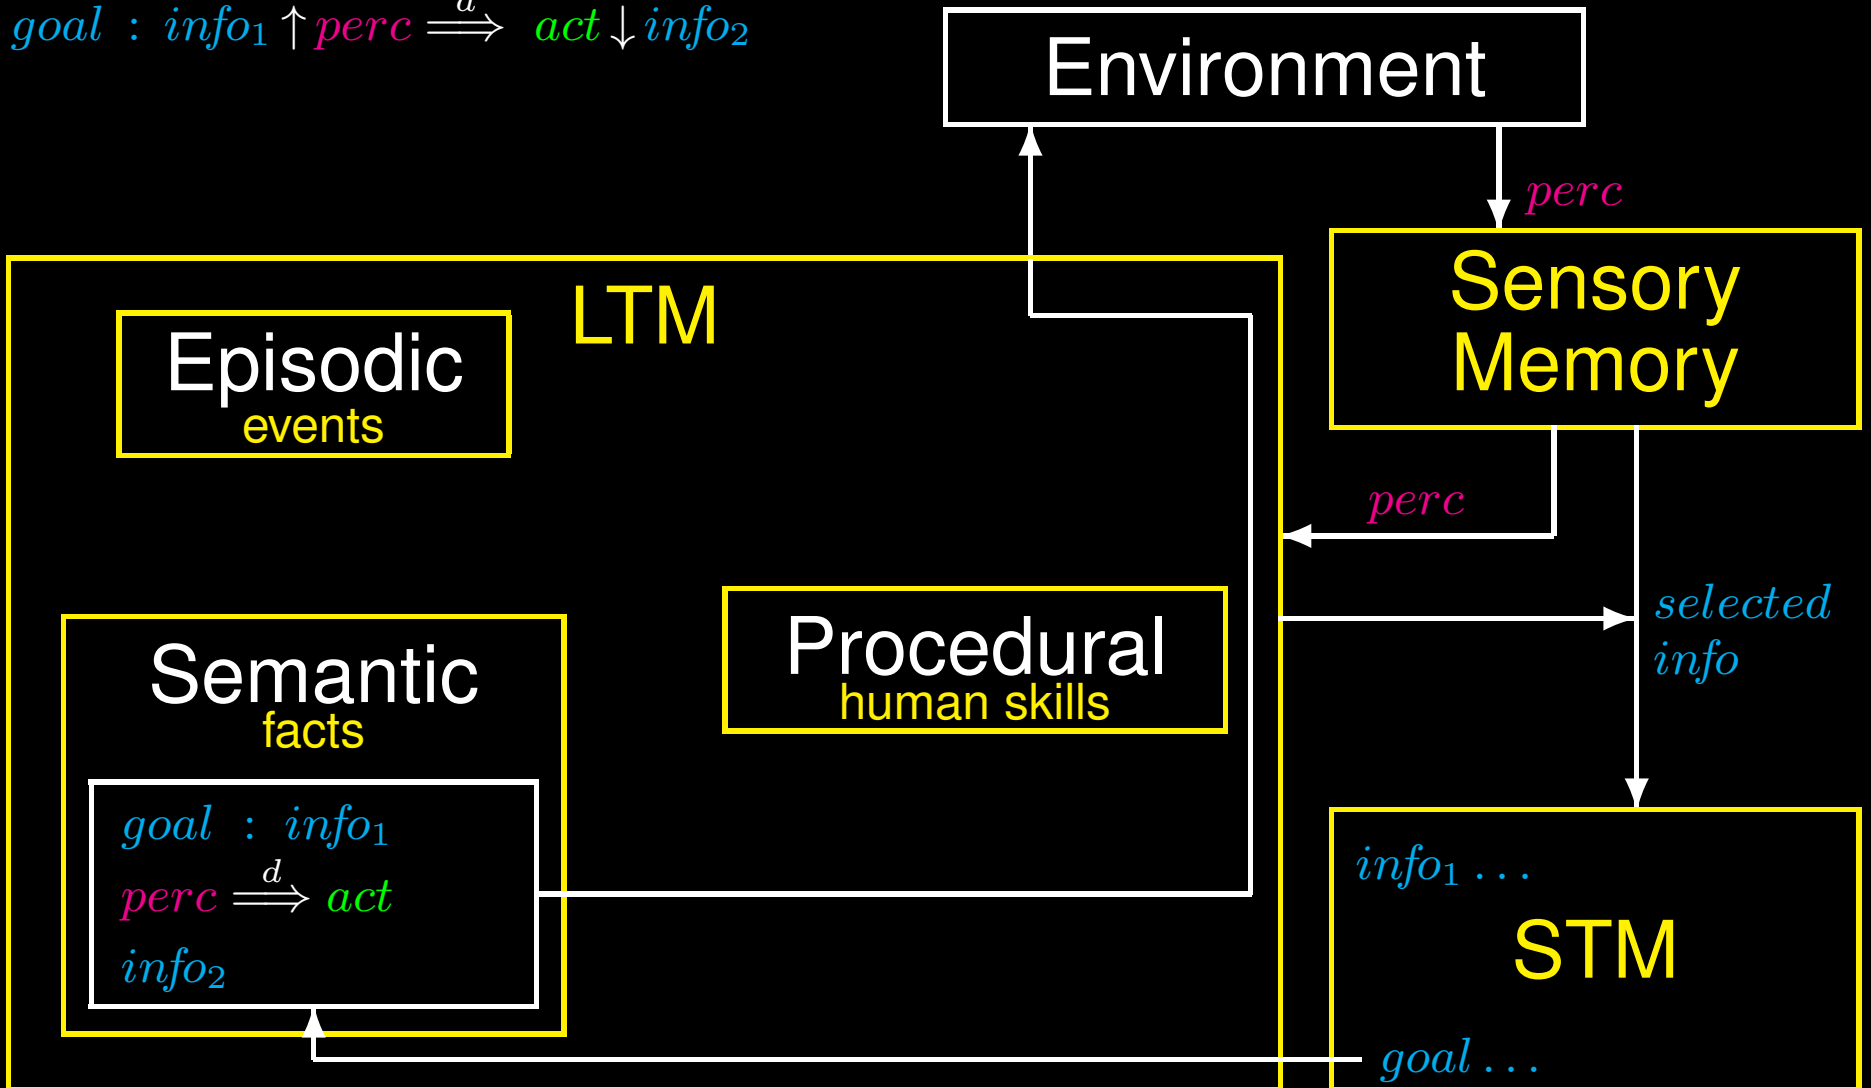 goal : info₁ ↑ perc ⟹ᵈ act ↓ info₂
Environment
perc
Sensory
Memory
LTM
Episodic
events
perc
selected
info
Procedural
human skills
Semantic
facts
goal : info₁
perc ⟹ᵈ act
info₂
info₁ ...
STM
goal ...